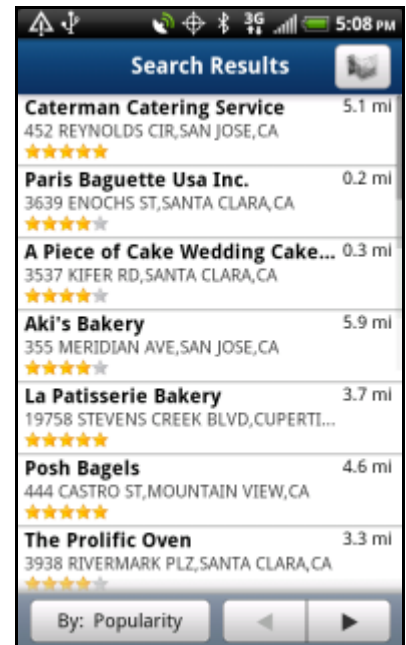 3G 5:08 PM
Search Results
Caterman Catering Service 5.1 mi
452 REYNOLDS CIR,SAN JOSE,CA
Paris Baguette Usa Inc. 0.2 mi
3639 ENOCHS ST,SANTA CLARA,CA
A Piece of Cake Wedding Cake... 0.3 mi
3537 KIFER RD,SANTA CLARA,CA
Aki's Bakery 5.9 mi
355 MERIDIAN AVE,SAN JOSE,CA
La Patisserie Bakery 3.7 mi
19758 STEVENS CREEK BLVD,CUPERTI...
Posh Bagels 4.6 mi
444 CASTRO ST,MOUNTAIN VIEW,CA
The Prolific Oven 3.3 mi
3938 RIVERMARK PLZ,SANTA CLARA,CA
By: Popularity